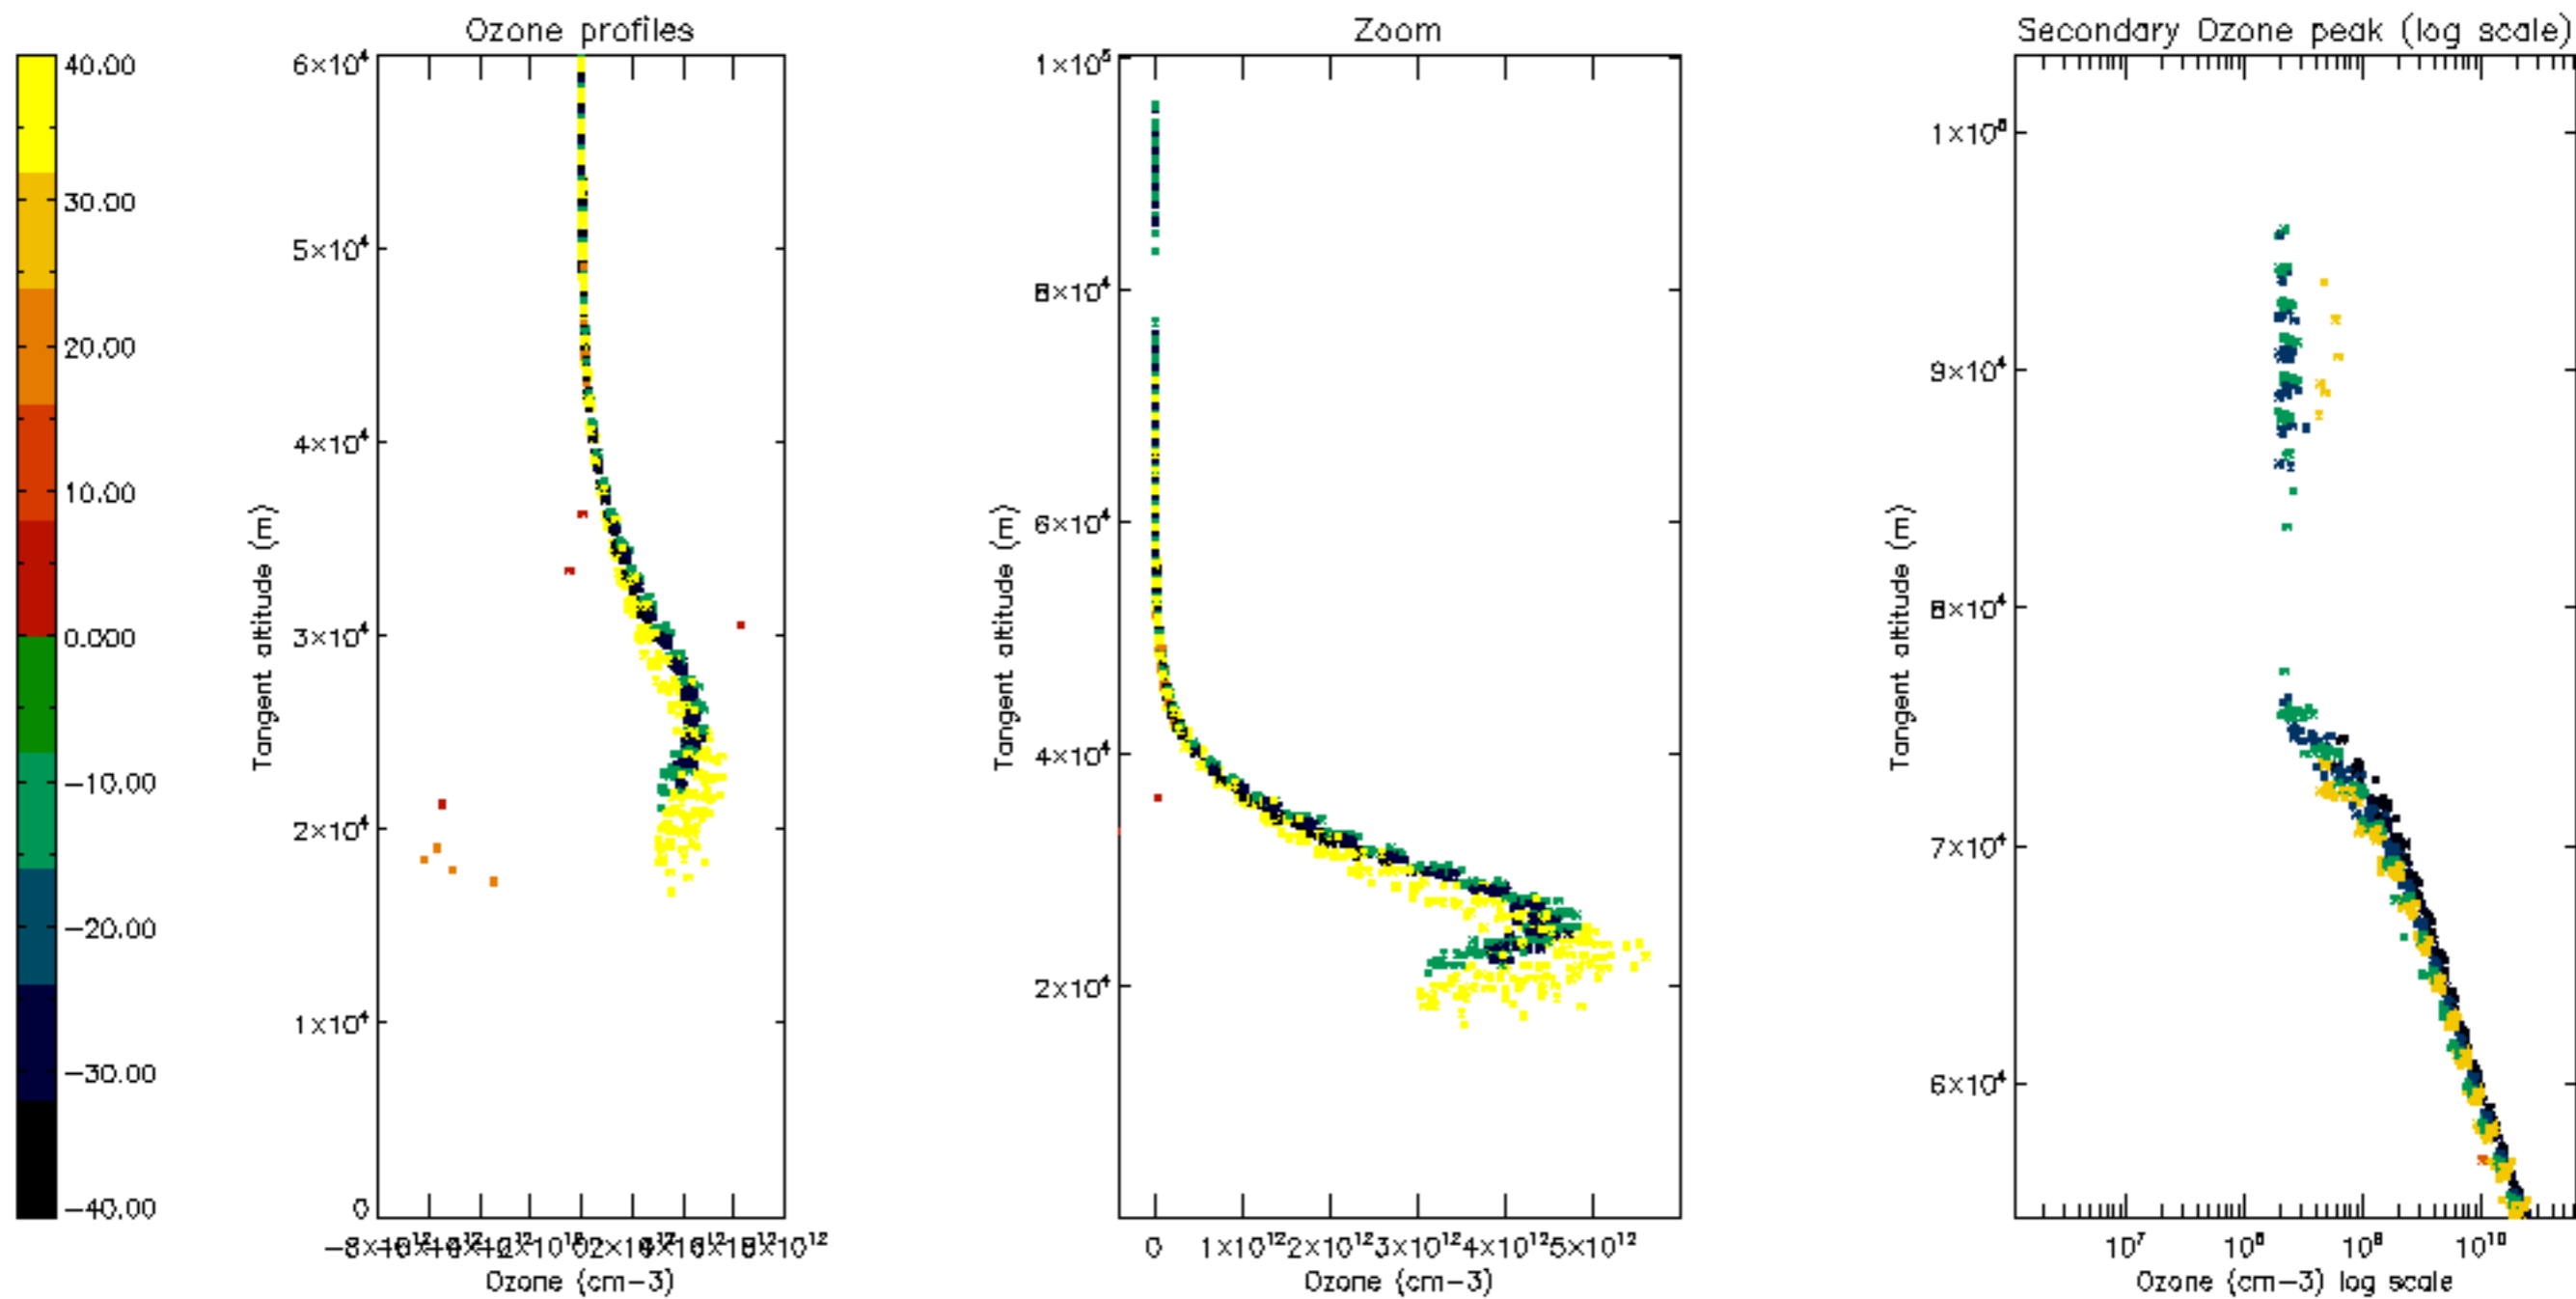 Ozone profiles
Zoom
Secondary Ozone peak (log scale)
40.00
30.00
20.00
10.00
-10.00
-20.00
-30.00
-40.00
6×10⁴
5×10⁴
4×10⁴
3×10⁴
2×10⁴
1×10⁴
0
Tangent altitude (m)
Ozone (cm-3)
1×10⁵
8×10⁴
6×10⁴
4×10⁴
2×10⁴
Tangent altitude (m)
0 1×10¹² 2×10¹² 3×10¹² 4×10¹² 5×10¹²
Ozone (cm-3)
9×10⁴
8×10⁴
7×10⁴
6×10⁴
Tangent altitude (m)
10⁷ 10⁸ 10⁹ 10¹⁰
Ozone (cm-3) log scale